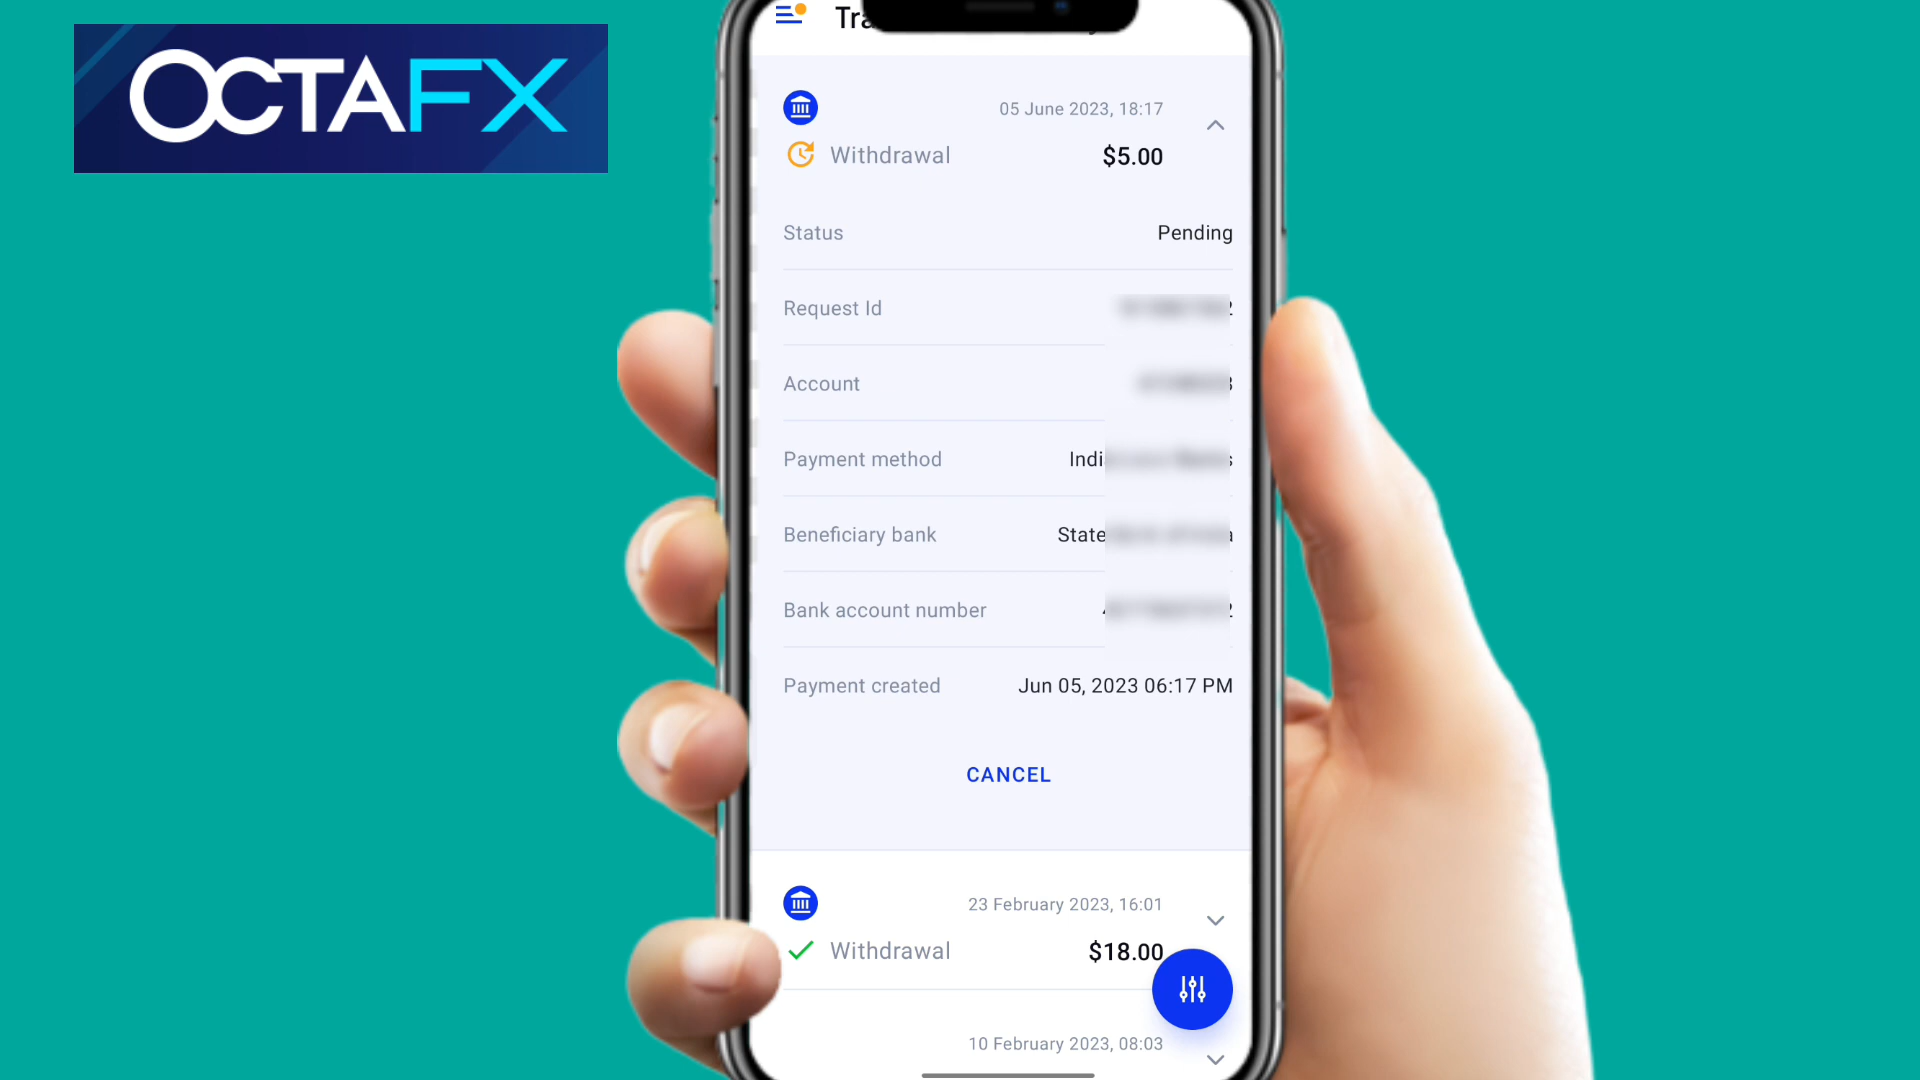 OCTAFX
05 June 2023, 18:17
Withdrawal $5.00
Status Pending
Request Id
Account
Payment method
Beneficiary bank State
Bank account number
Payment created Jun 05, 2023 06:17 PM
CANCEL
23 February 2023, 16:01
Withdrawal $18.00
10 February 2023, 08:03